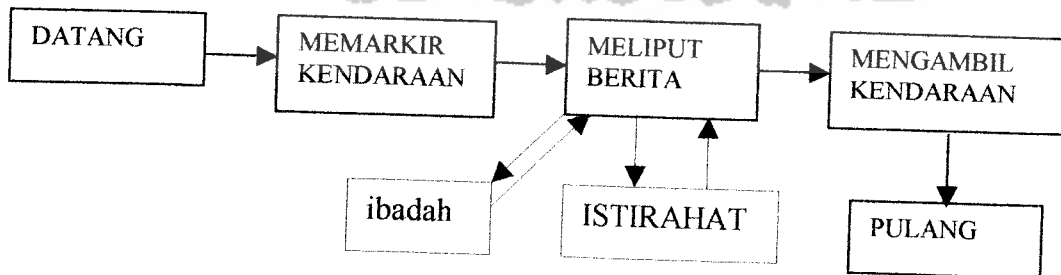 DATANG
MEMARKIR
KENDARAAN
MELIPUT
BERITA
MENGAMBIL
KENDARAAN
ibadah
ISTIRAHAT
PULANG